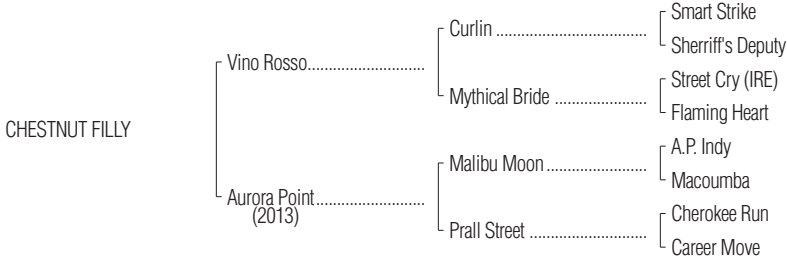 Smart Strike
Curlin ....................................
Sherriff's Deputy
Vino Rosso............................
Street Cry (IRE)
Mythical Bride ......................
Flaming Heart
CHESTNUT FILLY
A.P. Indy
Malibu Moon........................
Macoumba
Aurora Point..........................
(2013)
Cherokee Run
Prall Street ............................
Career Move